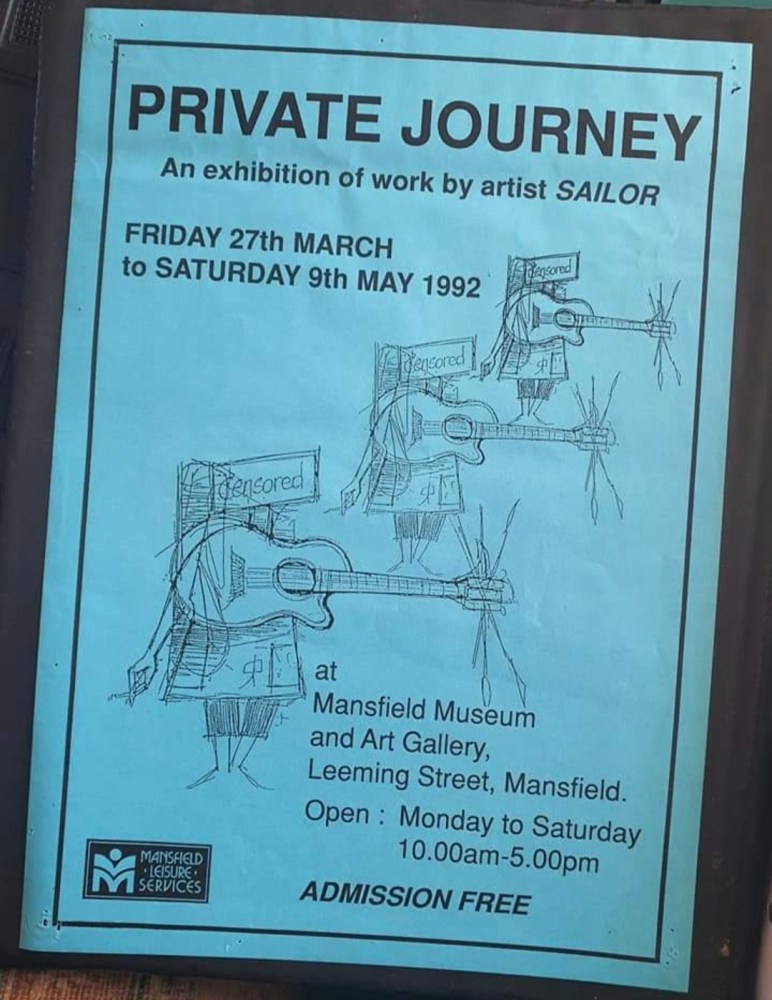 PRIVATE JOURNEY
An exhibition of work by artist SAILOR
FRIDAY 27th MARCH
to SATURDAY 9th MAY 1992
Censored
Censored
Censored
at
Mansfield Museum
and Art Gallery,
Leeming Street, Mansfield.
Open : Monday to Saturday
10.00am-5.00pm
ADMISSION FREE
MANSFIELD
· LEISURE ·
SERVICES